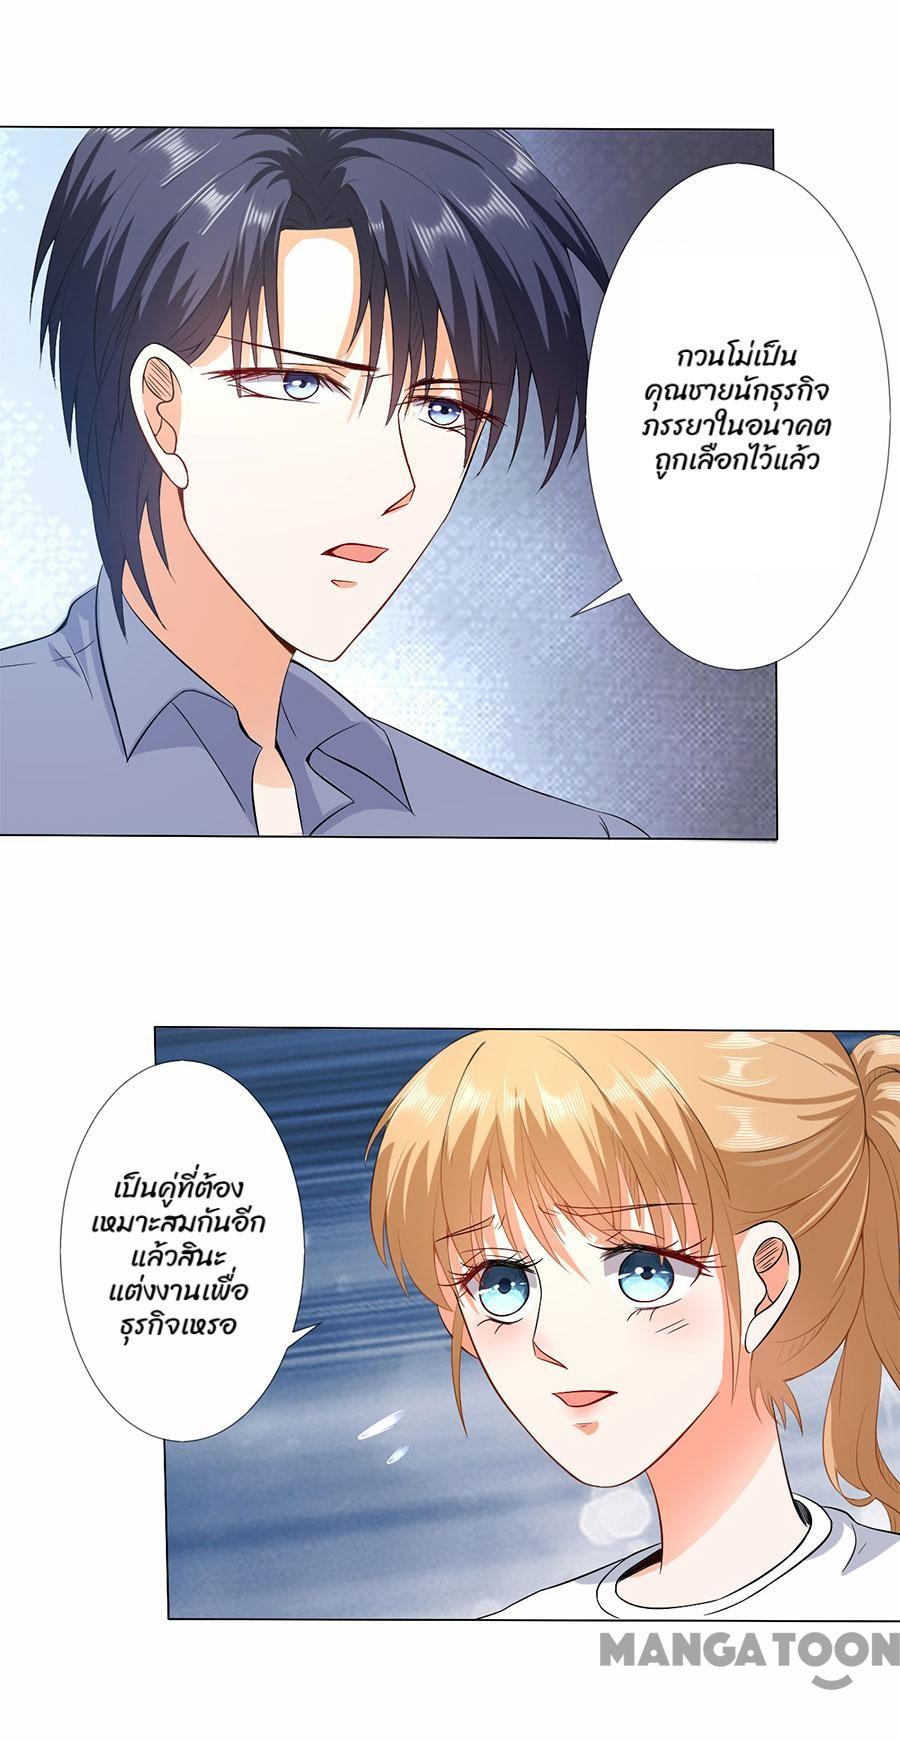 กวนโม่เป็น
คุณชายนักธุรกิจ
ภรรยาในอนาคต
ถูกเลือกไว้แล้ว
เป็นคู่ที่ต้อง
เหมาะสมกันอีก
แล้วสินะ
แต่งงานเพื่อ
ธุรกิจเหรอ
MANGATOON